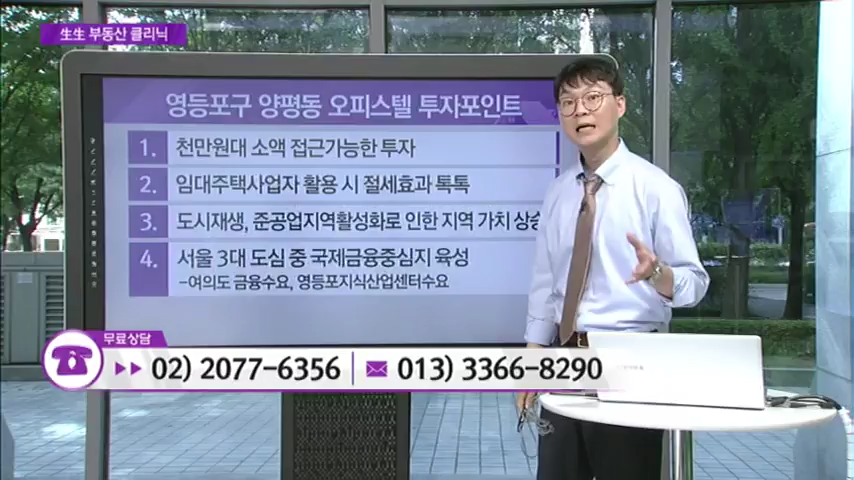 生生 부동산 클리닉
영등포구 양평동 오피스텔 투자포인트
1. 천만원대 소액 접근가능한 투자
2. 임대주택사업자 활용 시 절세효과 톡톡
3. 도시재생, 준공업지역활성화로 인한 지역 가치 상승
4. 서울 3대 도심 중 국제금융중심지 육성
-여의도 금융수요, 영등포지식산업센터수요
무료상담
02) 2077-6356
013) 3366-8290